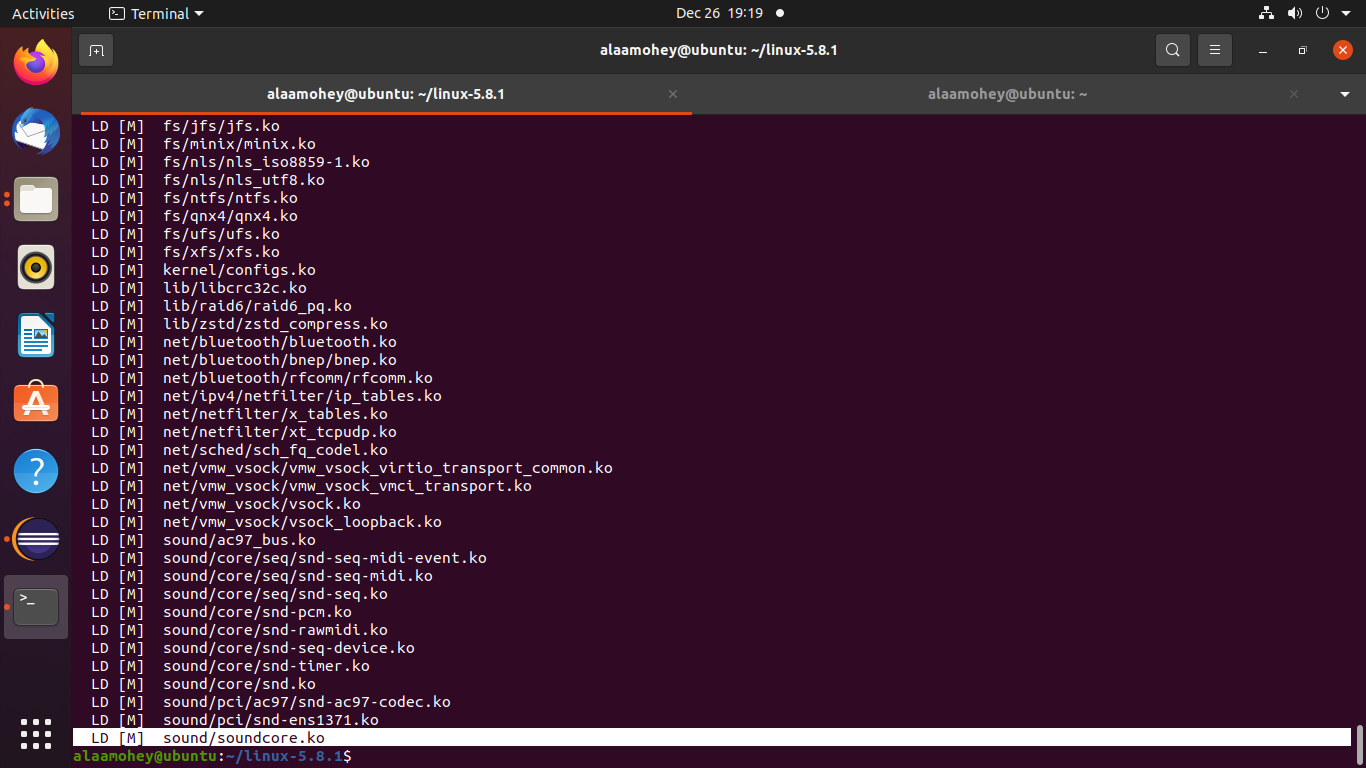 Activities
Terminal
Dec 26 19:19
alaamohey@ubuntu: ~/linux-5.8.1
alaamohey@ubuntu: ~/linux-5.8.1
alaamohey@ubuntu: ~
LD [M] fs/jfs/jfs.ko
LD [M] fs/minix/minix.ko
LD [M] fs/nls/nls_iso8859-1.ko
LD [M] fs/nls/nls_utf8.ko
LD [M] fs/ntfs/ntfs.ko
LD [M] fs/qnx4/qnx4.ko
LD [M] fs/ufs/ufs.ko
LD [M] fs/xfs/xfs.ko
LD [M] kernel/configs.ko
LD [M] lib/libcrc32c.ko
LD [M] lib/raid6/raid6_pq.ko
LD [M] lib/zstd/zstd_compress.ko
LD [M] net/bluetooth/bluetooth.ko
LD [M] net/bluetooth/bnep/bnep.ko
LD [M] net/bluetooth/rfcomm/rfcomm.ko
LD [M] net/ipv4/netfilter/ip_tables.ko
LD [M] net/netfilter/x_tables.ko
LD [M] net/netfilter/xt_tcpudp.ko
LD [M] net/sched/sch_fq_codel.ko
LD [M] net/vmw_vsock/vmw_vsock_virtio_transport_common.ko
LD [M] net/vmw_vsock/vmw_vsock_vmci_transport.ko
LD [M] net/vmw_vsock/vsock.ko
LD [M] net/vmw_vsock/vsock_loopback.ko
LD [M] sound/ac97_bus.ko
LD [M] sound/core/seq/snd-seq-midi-event.ko
LD [M] sound/core/seq/snd-seq-midi.ko
LD [M] sound/core/seq/snd-seq.ko
LD [M] sound/core/snd-pcm.ko
LD [M] sound/core/snd-rawmidi.ko
LD [M] sound/core/snd-seq-device.ko
LD [M] sound/core/snd-timer.ko
LD [M] sound/core/snd.ko
LD [M] sound/pci/ac97/snd-ac97-codec.ko
LD [M] sound/pci/snd-ens1371.ko
LD [M] sound/soundcore.ko
alaamohey@ubuntu:~/linux-5.8.1$